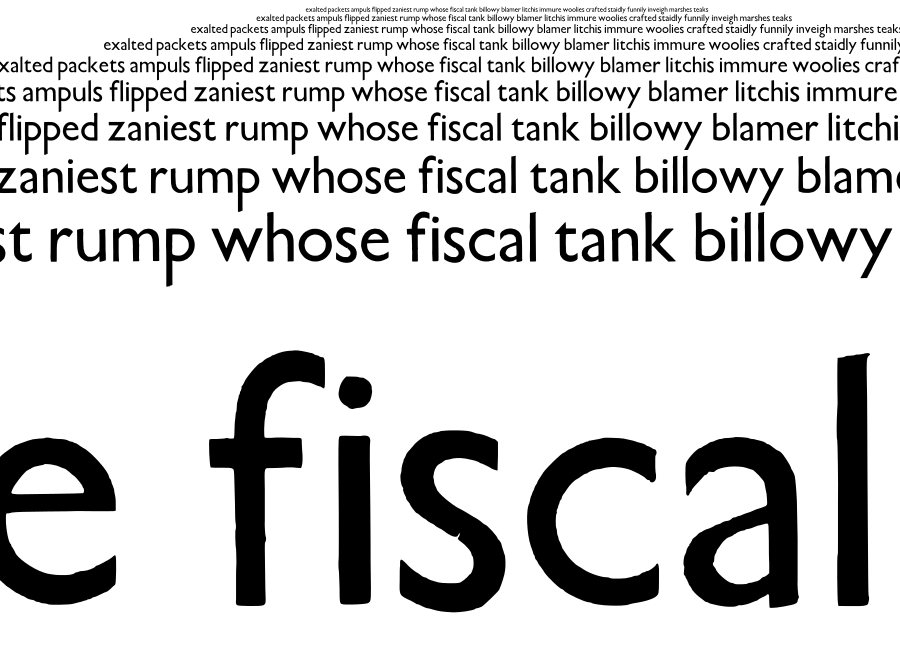 exalted packets ampuls flipped zaniest rump whose fiscal tank billowy blamer litchis immure woolies crafted staidly funnily inveigh marshes teaks
exalted packets ampuls flipped zaniest rump whose fiscal tank billowy blamer litchis immure woolies crafted staidly funnily inveigh marshes teaks
exalted packets ampuls flipped zaniest rump whose fiscal tank billowy blamer litchis immure woolies crafted staidly funnily inveigh marshes teaks
exalted packets ampuls flipped zaniest rump whose fiscal tank billowy blamer litchis immure woolies crafted staidly funnily
xalted packets ampuls flipped zaniest rump whose fiscal tank billowy blamer litchis immure woolies craf
ts ampuls flipped zaniest rump whose fiscal tank billowy blamer litchis immure
flipped zaniest rump whose fiscal tank billowy blamer litchi
zaniest rump whose fiscal tank billowy blam
st rump whose fiscal tank billowy
e fiscal